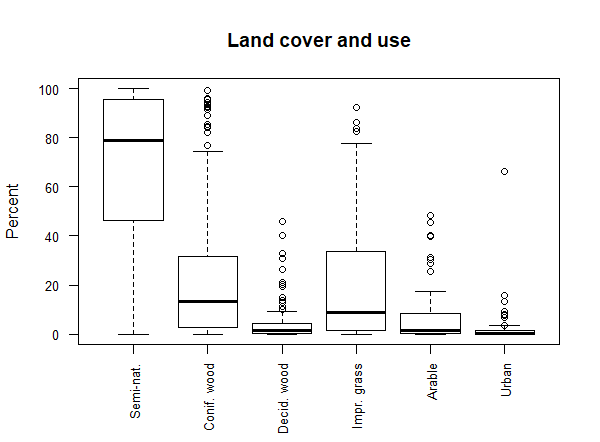 Land cover and use
Percent
100
80
60
40
20
0
Semi-nat.
Conif. wood
Decid. wood
Impr. grass
Arable
Urban